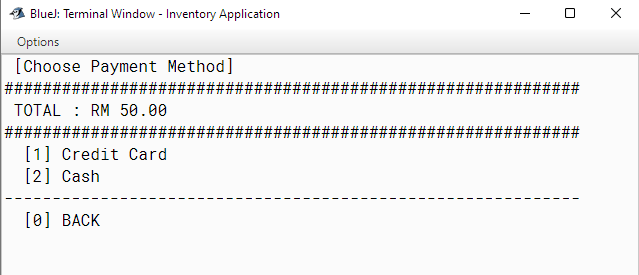 BlueJ: Terminal Window - Inventory Application
Options
[Choose Payment Method]
############################################################
TOTAL : RM 50.00
############################################################
[1] Credit Card
[2] Cash
------------------------------------------------------------
[0] BACK